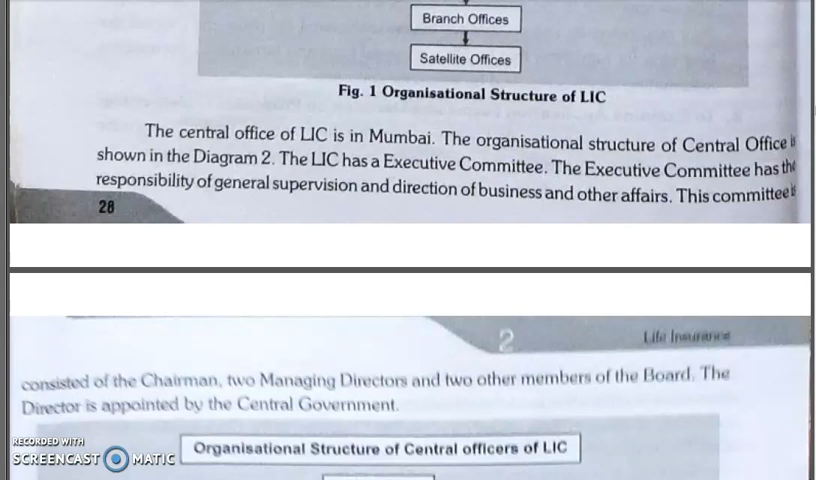 Branch Offices
Satellite Offices
Fig. 1 Organisational Structure of LIC
The central office of LIC is in Mumbai. The organisational structure of Central Office is
shown in the Diagram 2. The LIC has a Executive Committee. The Executive Committee has the
responsibility of general supervision and direction of business and other affairs. This committee is
28
2
Life Insurance
consisted of the Chairman, two Managing Directors and two other members of the Board. The
Director is appointed by the Central Government.
RECORDED WITH
SCREENCAST MATIC
Organisational Structure of Central officers of LIC